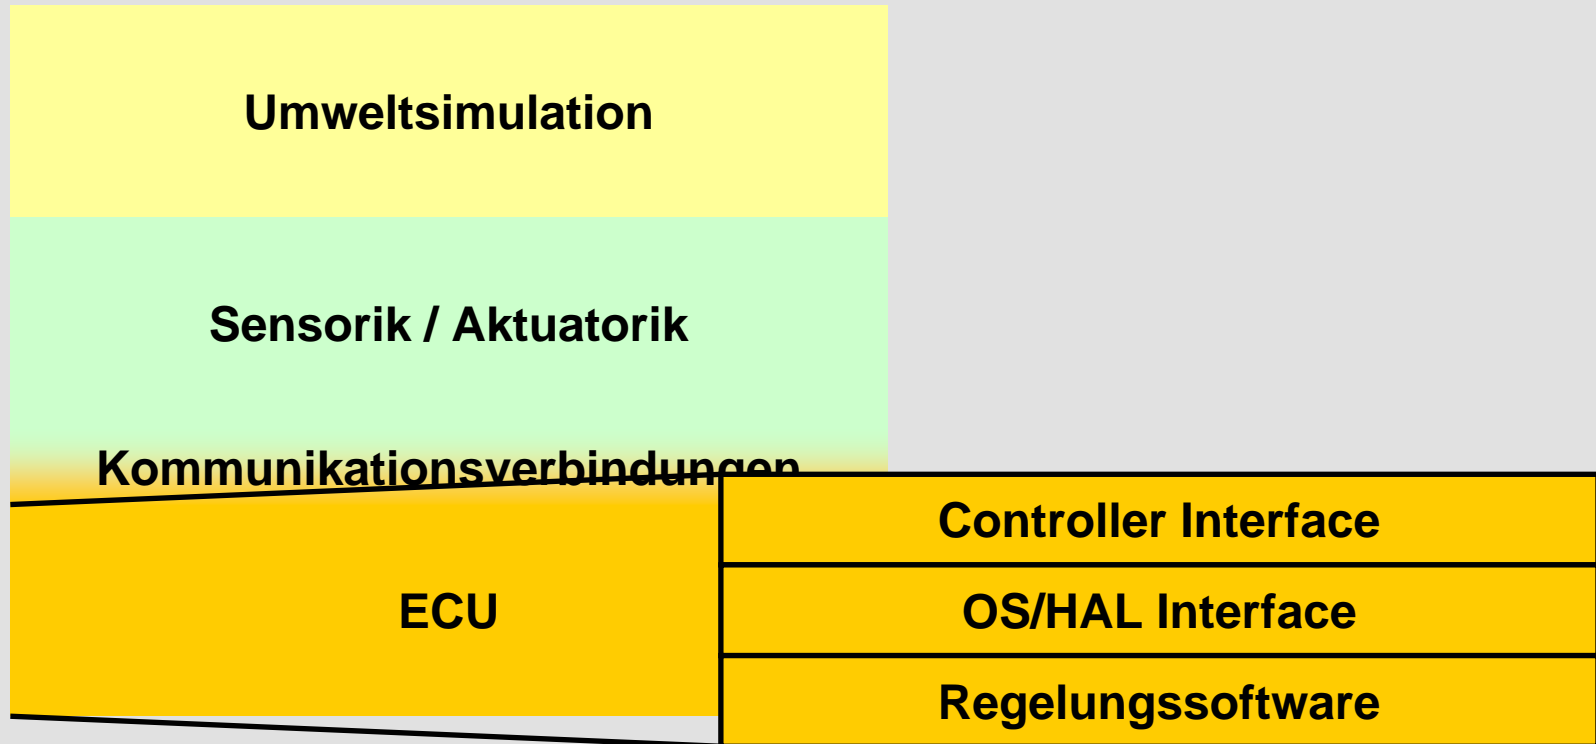 Umweltsimulation
Sensorik / Aktuatorik
Kommunikationsverbindungen
Controller Interface
ECU
OS/HAL Interface
Regelungssoftware